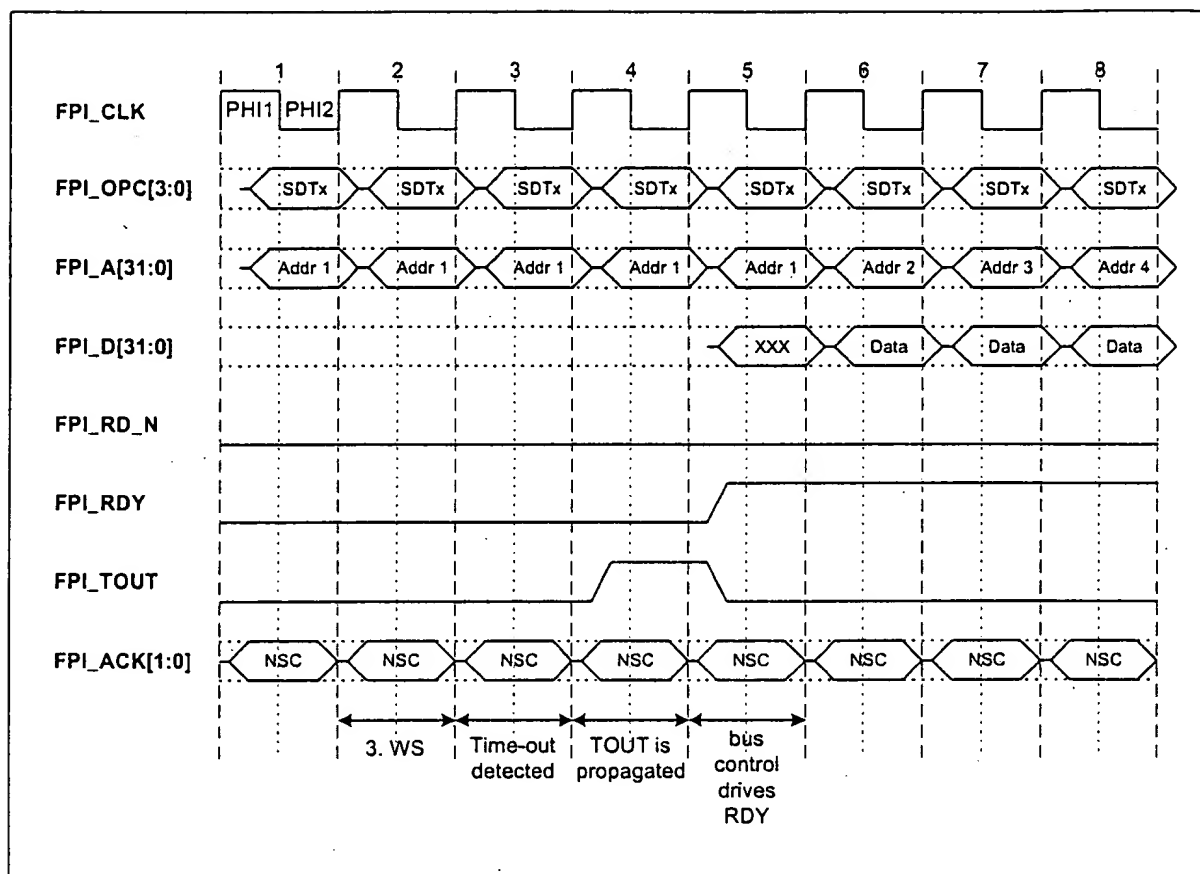 1 2 3 4 5 6 7 8
FPI_CLK PHI1 PHI2
FPI_OPC[3:0] SDTx SDTx SDTx SDTx SDTx SDTx SDTx SDTx
FPI_A[31:0] Addr 1 Addr 1 Addr 1 Addr 1 Addr 1 Addr 2 Addr 3 Addr 4
FPI_D[31:0] XXX Data Data Data
FPI_RD_N
FPI_RDY
FPI_TOUT
FPI_ACK[1:0] NSC NSC NSC NSC NSC NSC NSC NSC
3. WS
Time-out
detected
TOUT is
propagated
bus
control
drives
RDY